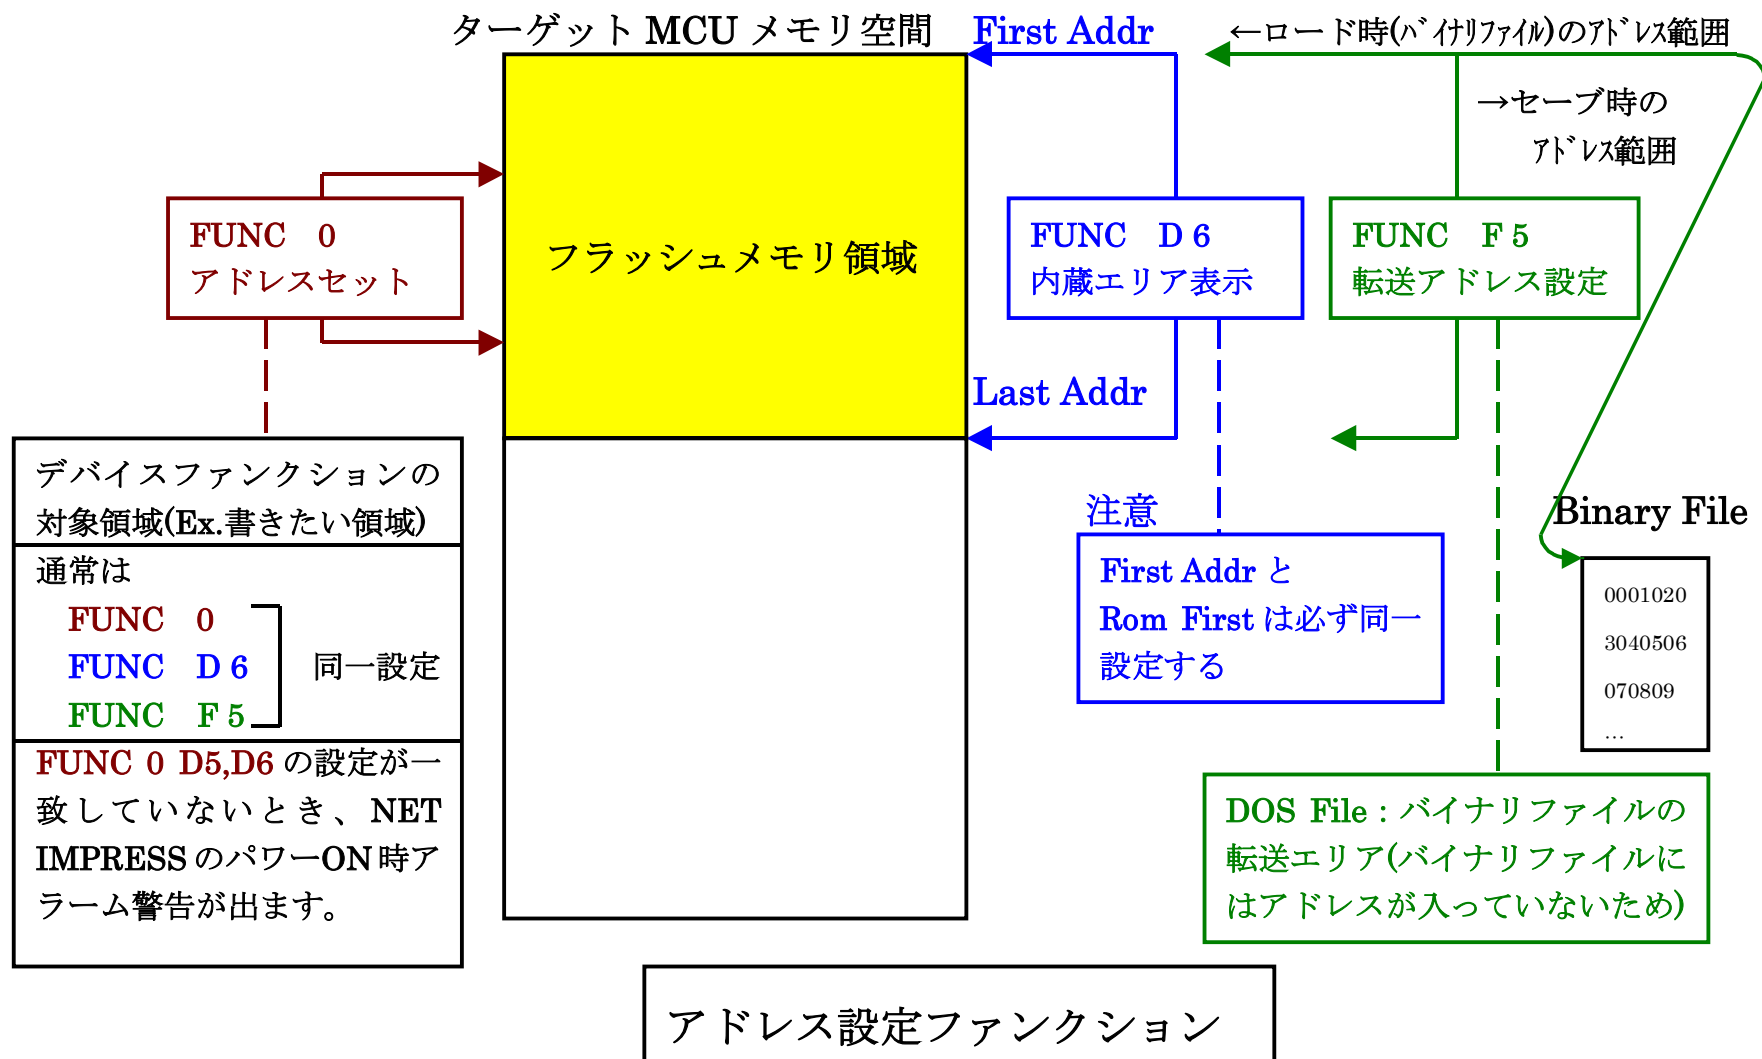 ターゲット MCU メモリ空間
First Addr
←ロード時(ﾊﾞｲﾅﾘﾌｧｲﾙ)のｱﾄﾞﾚｽ範囲
→セーブ時の
ｱﾄﾞﾚｽ範囲
FUNC 0
アドレスセット
フラッシュメモリ領域
FUNC D 6
内蔵エリア表示
FUNC F 5
転送アドレス設定
Last Addr
デバイスファンクションの
対象領域(Ex.書きたい領域)
通常は
FUNC 0
FUNC D 6
FUNC F 5
同一設定
FUNC 0 D5,D6 の設定が一
致していないとき、NET
IMPRESS のパワーON 時ア
ラーム警告が出ます。
注意
First Addr と
Rom First は必ず同一
設定する
Binary File
0001020
3040506
070809
…
DOS File : バイナリファイルの
転送エリア(バイナリファイルに
はアドレスが入っていないため)
アドレス設定ファンクション